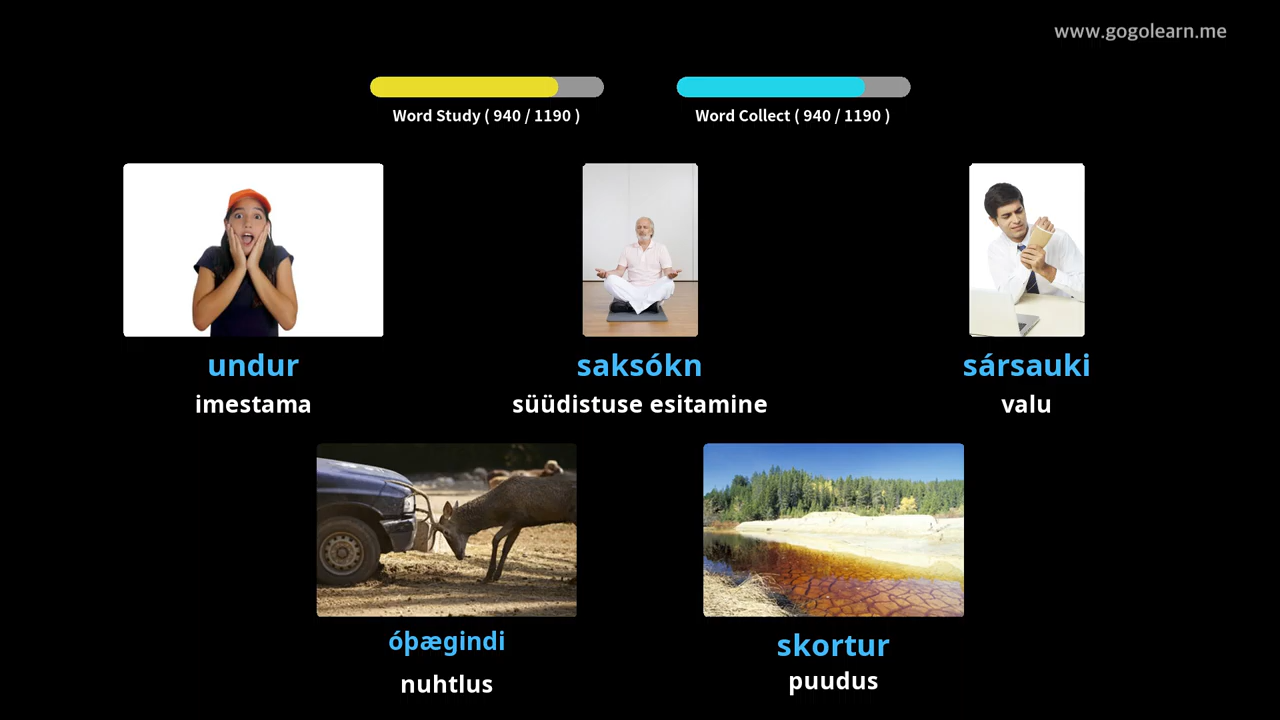 www.gogolearn.me
Word Study ( 940 / 1190 )
Word Collect ( 940 / 1190 )
undur
saksókn
sársauki
imestama
süüdistuse esitamine
valu
óþægindi
skortur
nuhtlus
puudus